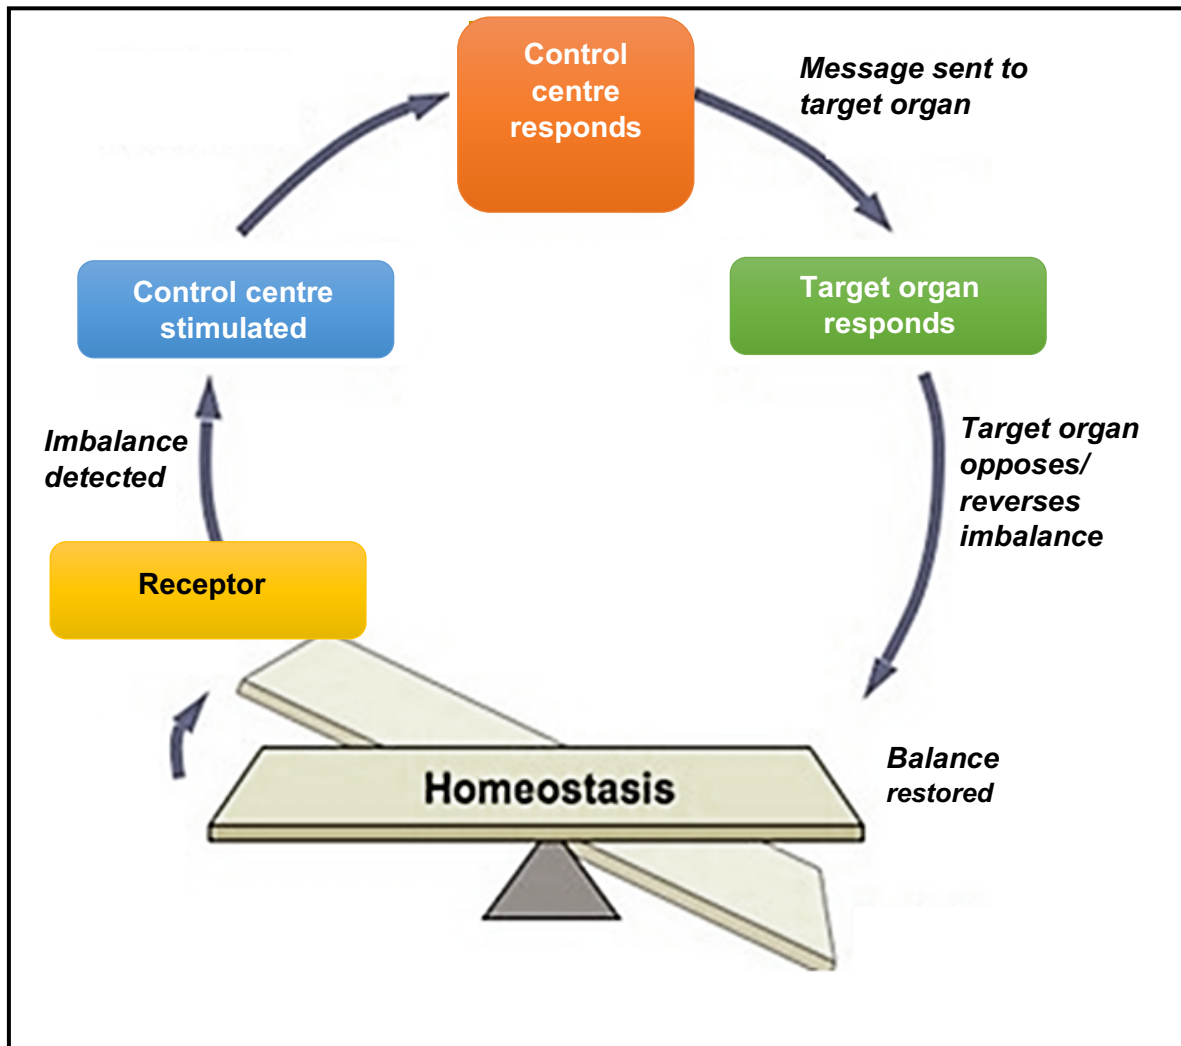 Control
centre
responds
Message sent to
target organ
Control centre
stimulated
Target organ
responds
Imbalance
detected
Target organ
opposes/
reverses
imbalance
Receptor
Homeostasis
Balance
restored